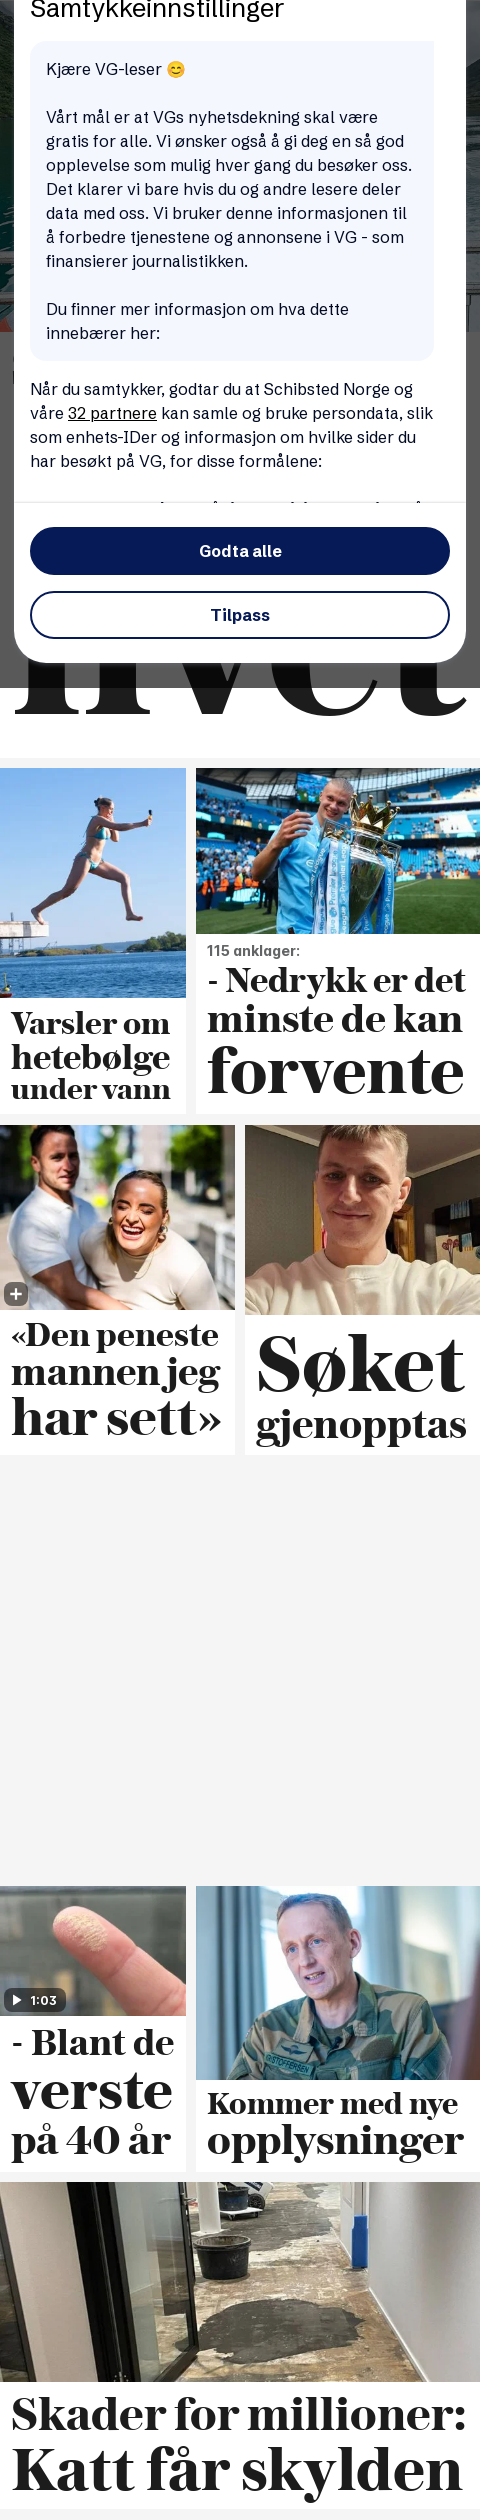 Samtykkeinnstillinger
Kjære VG-leser 😊
Vårt mål er at VGs nyhetsdekning skal være
gratis for alle. Vi ønsker også å gi deg en så god
opplevelse som mulig hver gang du besøker oss.
Det klarer vi bare hvis du og andre lesere deler
data med oss. Vi bruker denne informasjonen til
å forbedre tjenestene og annonsene i VG - som
finansierer journalistikken.
Du finner mer informasjon om hva dette
innebærer her:
Når du samtykker, godtar du at Schibsted Norge og
våre 32 partnere kan samle og bruke persondata, slik
som enhets-IDer og informasjon om hvilke sider du
har besøkt på VG, for disse formålene:
Godta alle
Tilpass
livet
115 anklager:
- Nedrykk er det
minste de kan
forvente
Varsler om
hetebølge
under vann
«Den peneste
mannen jeg
har sett»
Søket
gjenopptas
1:03
- Blant de
verste
på 40 år
KRISTOFFERSEN
Kommer med nye
opplysninger
Skader for millioner:
Katt får skylden